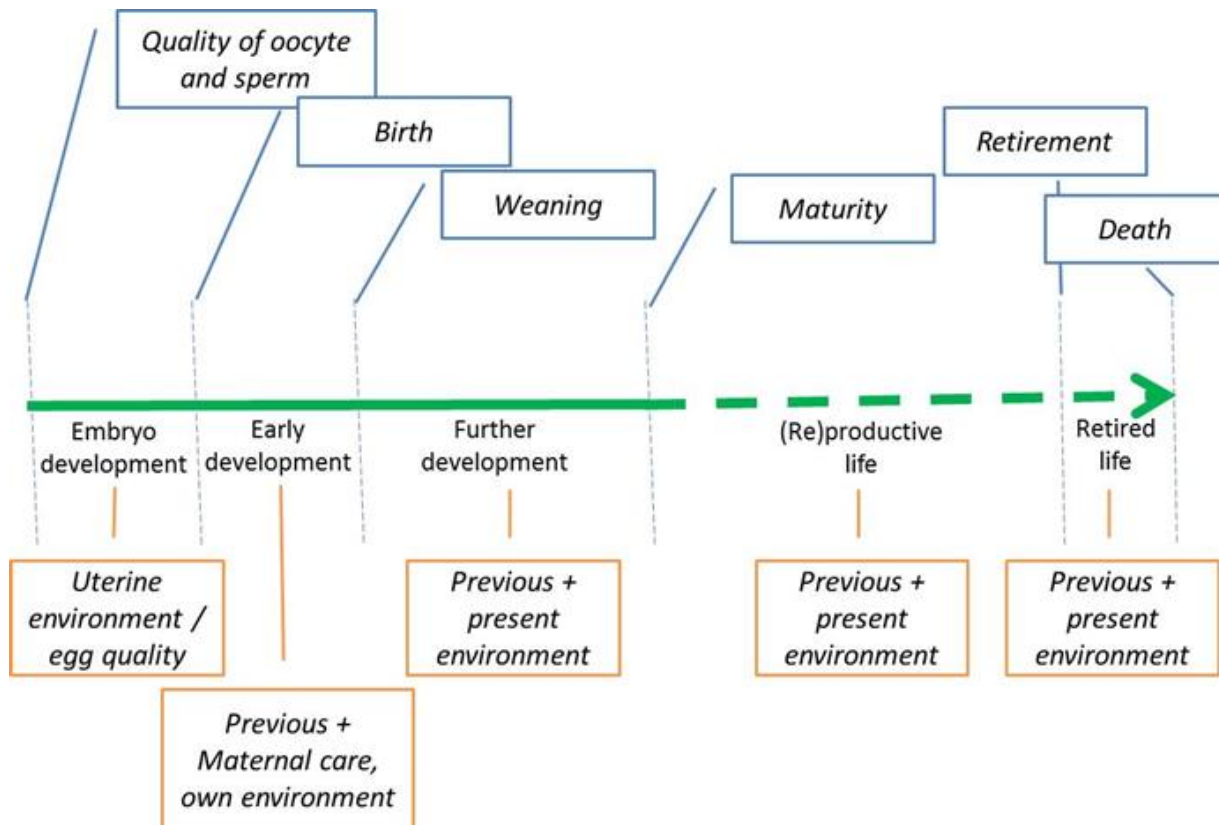 Quality of oocyte
and sperm
Birth
Weaning
Maturity
Retirement
Death
Embryo
development
Early
development
Further
development
(Re)productive
life
Retired
life
Uterine
environment /
egg quality
Previous +
Maternal care,
own environment
Previous +
present
environment
Previous +
present
environment
Previous +
present
environment